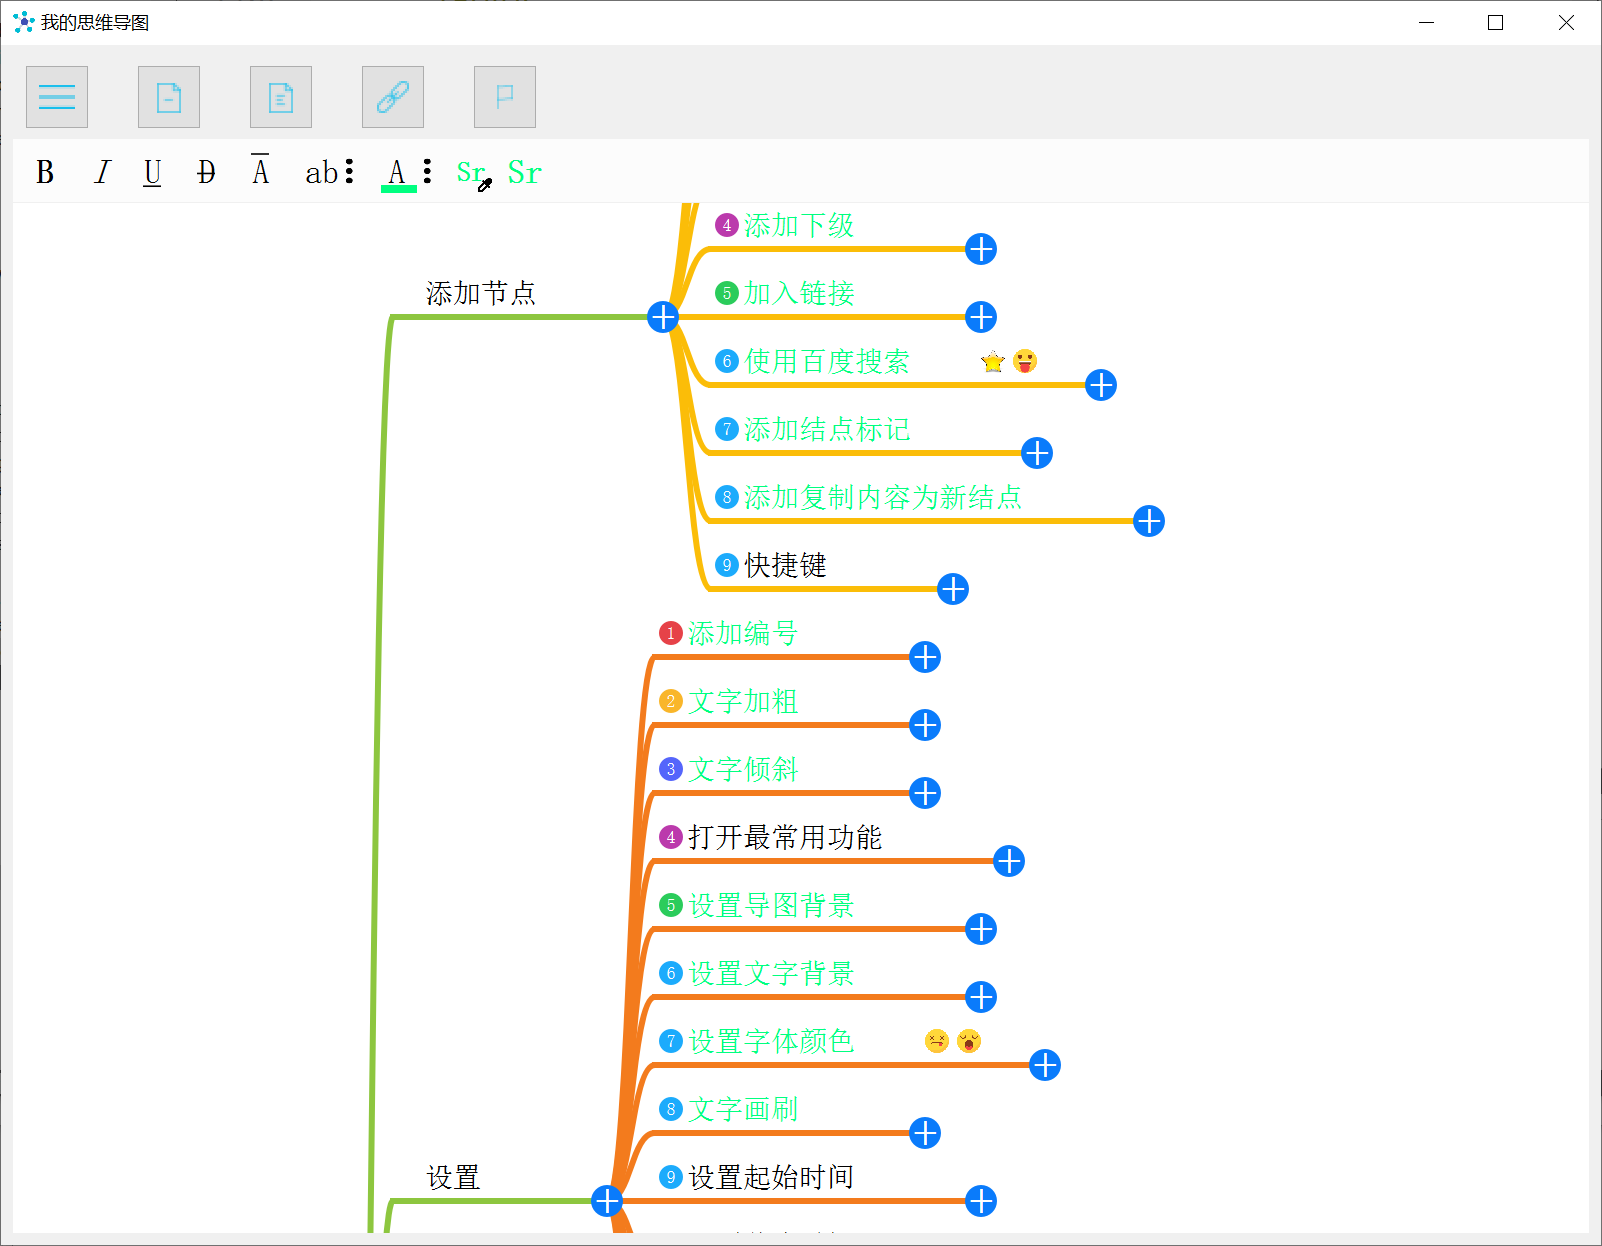 我的思维导图
B I U D A ab A Sr Sr
4 添加下级
添加节点
5 加入链接
6 使用百度搜索
7 添加结点标记
8 添加复制内容为新结点
9 快捷键
1 添加编号
2 文字加粗
3 文字倾斜
4 打开最常用功能
5 设置导图背景
6 设置文字背景
7 设置字体颜色
8 文字画刷
设置
9 设置起始时间